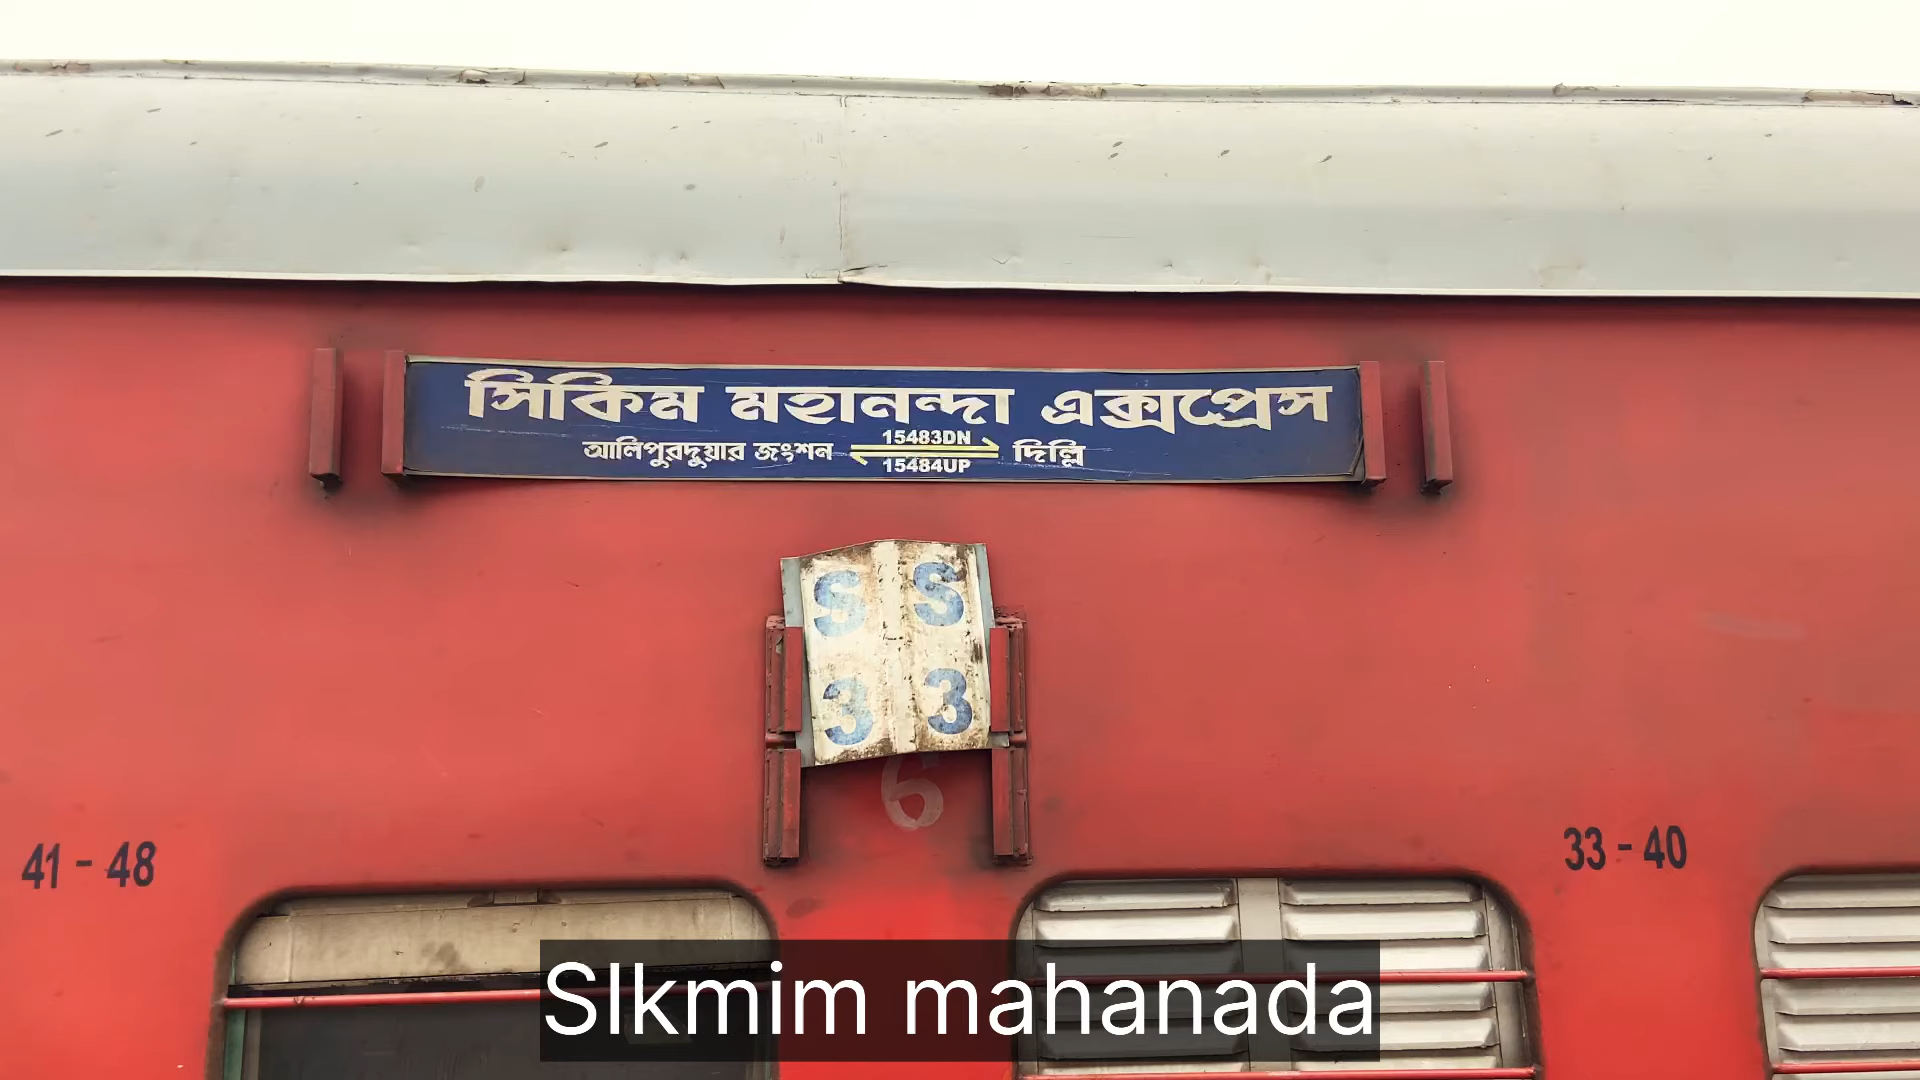 সিকিম মহানন্দা এক্সপ্রেস
আলিপুরদুয়ার জংশন 15483DN দিল্লি
15484UP
S S
3 3
6
41 - 48
33 - 40
SIkmim mahanada